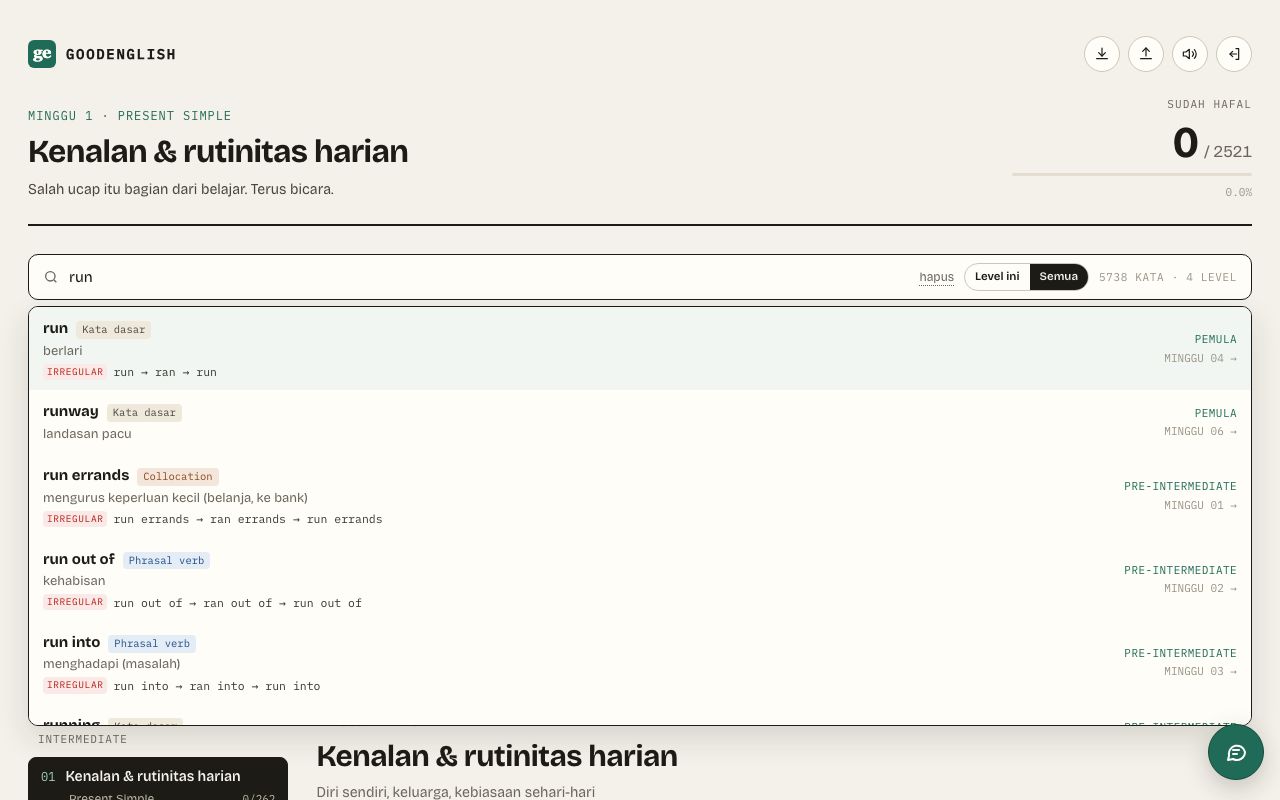 ge GOODENGLISH
MINGGU 1 · PRESENT SIMPLE
Kenalan & rutinitas harian
Salah ucap itu bagian dari belajar. Terus bicara.
SUDAH HAFAL
0 / 2521
0.0%
run
hapus
Level ini Semua
5738 KATA · 4 LEVEL
run Kata dasar
berlari
IRREGULAR run → ran → run
PEMULA
MINGGU 04 →
runway Kata dasar
landasan pacu
PEMULA
MINGGU 06 →
run errands Collocation
mengurus keperluan kecil (belanja, ke bank)
IRREGULAR run errands → ran errands → run errands
PRE-INTERMEDIATE
MINGGU 01 →
run out of Phrasal verb
kehabisan
IRREGULAR run out of → ran out of → run out of
PRE-INTERMEDIATE
MINGGU 02 →
run into Phrasal verb
menghadapi (masalah)
IRREGULAR run into → ran into → run into
PRE-INTERMEDIATE
MINGGU 03 →
running Kata dasar
PRE-INTERMEDIATE
INTERMEDIATE
01 Kenalan & rutinitas harian
Present Simple 0/262
Kenalan & rutinitas harian
Diri sendiri, keluarga, kebiasaan sehari-hari